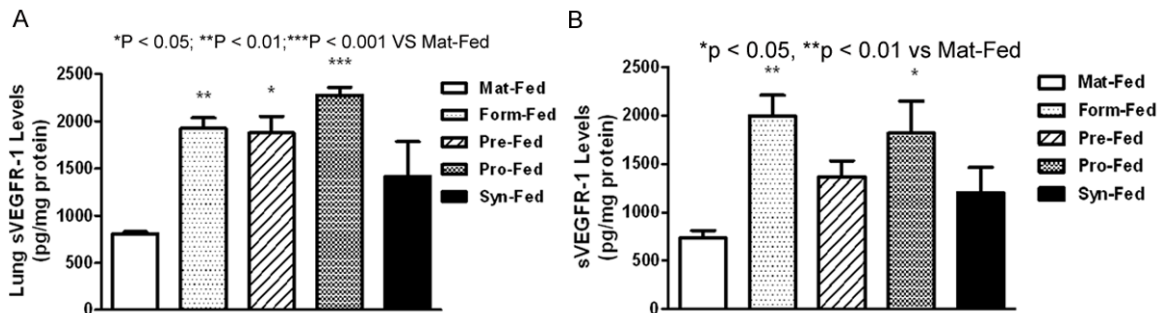 A
*P < 0.05; **P < 0.01;***P < 0.001 VS Mat-Fed
Lung sVEGFR-1 Levels
(pg/mg protein)
2500
2000
1500
1000
500
0
**
*
***
Mat-Fed
Form-Fed
Pre-Fed
Pro-Fed
Syn-Fed
B
*p < 0.05, **p < 0.01 vs Mat-Fed
sVEGFR-1 Levels
(pg/mg protein)
2500
2000
1500
1000
500
0
**
*
Mat-Fed
Form-Fed
Pre-Fed
Pro-Fed
Syn-Fed